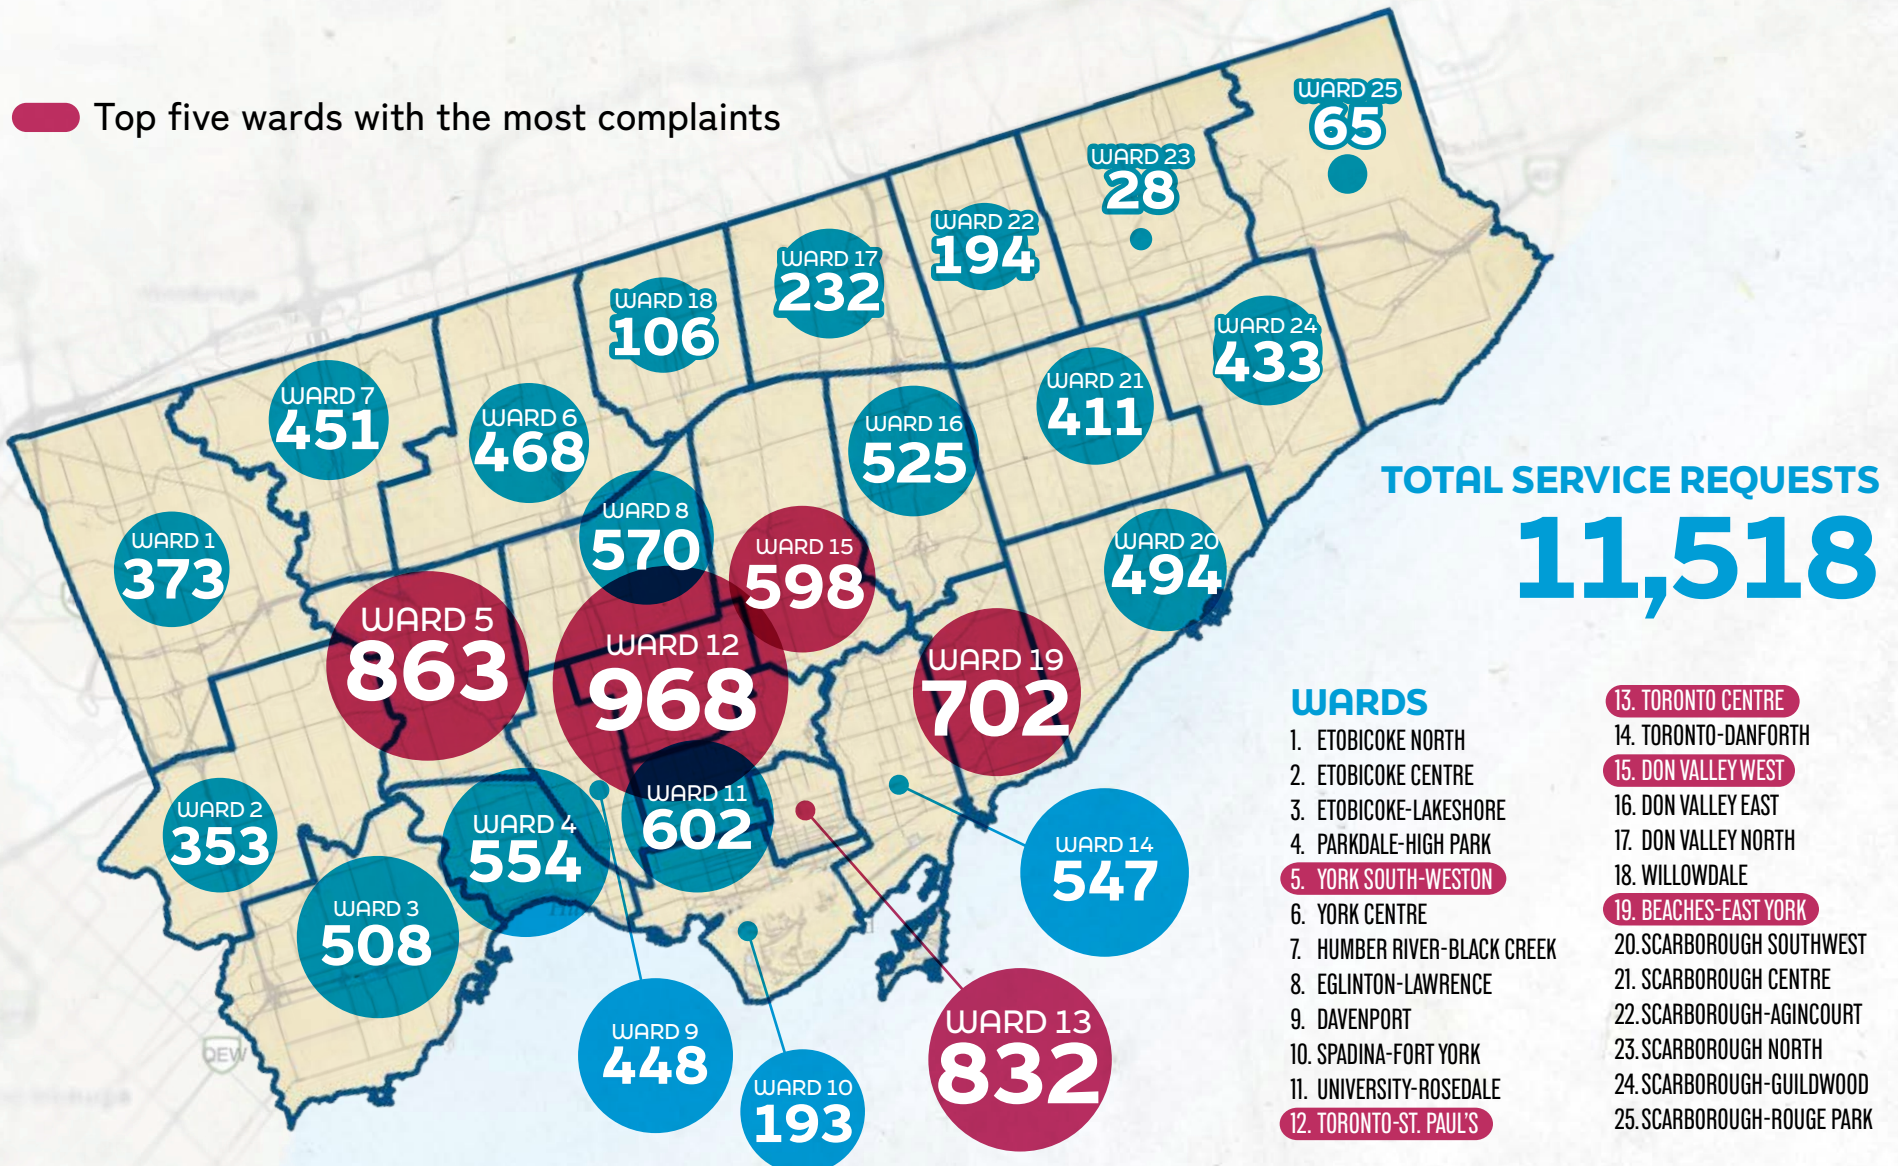 Top five wards with the most complaints
WARD 25
65
WARD 23
28
WARD 22
194
WARD 17
232
WARD 18
106
WARD 24
433
WARD 21
411
WARD 7
451
WARD 6
468
WARD 16
525
WARD 8
570
WARD 15
598
WARD 20
494
WARD 1
373
WARD 5
863
WARD 12
968
WARD 19
702
WARD 2
353
WARD 4
554
WARD 11
602
WARD 14
547
WARD 3
508
WARD 9
448
WARD 10
193
WARD 13
832
TOTAL SERVICE REQUESTS
11,518
WARDS
1. ETOBICOKE NORTH
2. ETOBICOKE CENTRE
3. ETOBICOKE-LAKESHORE
4. PARKDALE-HIGH PARK
5. YORK SOUTH-WESTON
6. YORK CENTRE
7. HUMBER RIVER-BLACK CREEK
8. EGLINTON-LAWRENCE
9. DAVENPORT
10. SPADINA-FORT YORK
11. UNIVERSITY-ROSEDALE
12. TORONTO-ST. PAUL'S
13. TORONTO CENTRE
14. TORONTO-DANFORTH
15. DON VALLEY WEST
16. DON VALLEY EAST
17. DON VALLEY NORTH
18. WILLOWDALE
19. BEACHES-EAST YORK
20. SCARBOROUGH SOUTHWEST
21. SCARBOROUGH CENTRE
22. SCARBOROUGH-AGINCOURT
23. SCARBOROUGH NORTH
24. SCARBOROUGH-GUILDWOOD
25. SCARBOROUGH-ROUGE PARK
QEW